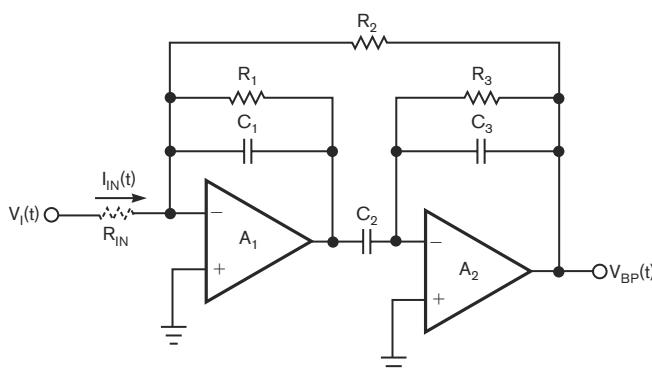 R2
R1
R3
C1
C3
IIN(t)
VI(t)
RIN
−
A1
+
C2
−
A2
+
VBP(t)